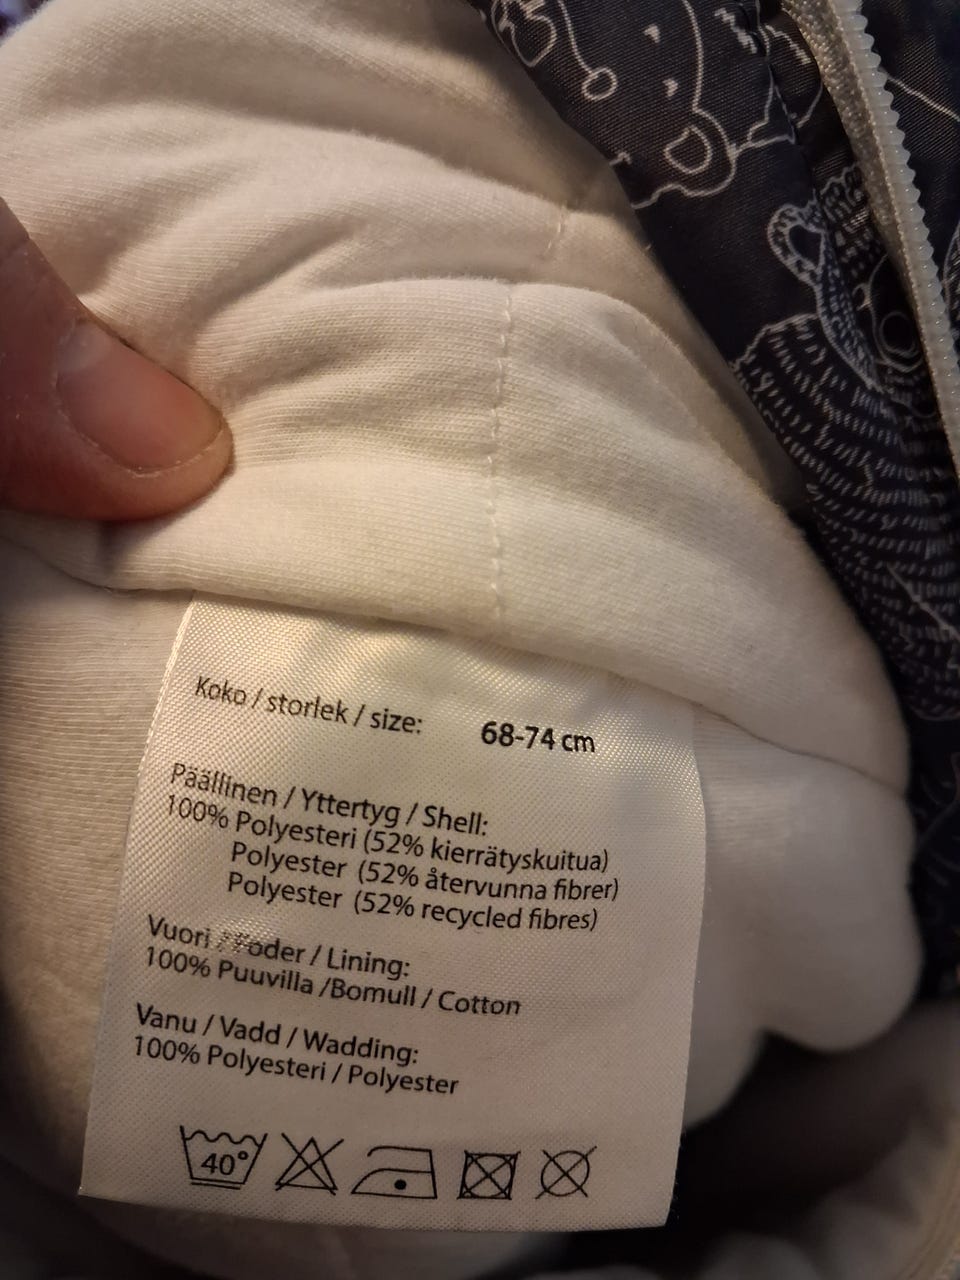 Koko / storlek / size: 68-74 cm
Päällinen / Yttertyg / Shell:
100% Polyesteri (52% kierrätyskuitua)
Polyester (52% återvunna fibrer)
Polyester (52% recycled fibres)
Vuori / Foder / Lining:
100% Puuvilla /Bomull / Cotton
Vanu / Vadd / Wadding:
100% Polyesteri / Polyester
40°